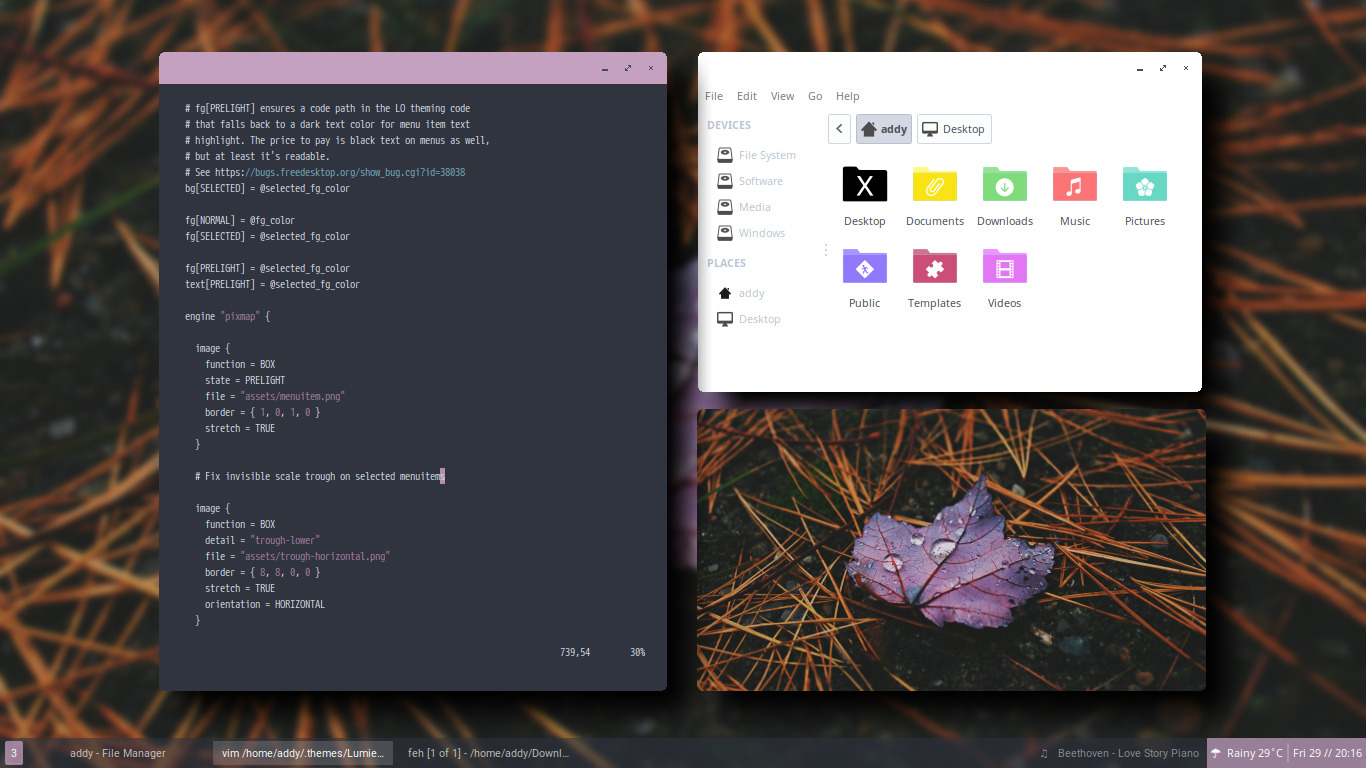 # fg[PRELIGHT] ensures a code path in the LO theming code
# that falls back to a dark text color for menu item text
# highlight. The price to pay is black text on menus as well,
# but at least it's readable.
# See https://bugs.freedesktop.org/show_bug.cgi?id=38038
bg[SELECTED] = @selected_fg_color
fg[NORMAL] = @fg_color
fg[SELECTED] = @selected_fg_color
fg[PRELIGHT] = @selected_fg_color
text[PRELIGHT] = @selected_fg_color
engine "pixmap" {
image {
function = BOX
state = PRELIGHT
file = "assets/menuitem.png"
border = { 1, 0, 1, 0 }
stretch = TRUE
}
# Fix invisible scale trough on selected menuitems
image {
function = BOX
detail = "trough-lower"
file = "assets/trough-horizontal.png"
border = { 8, 8, 0, 0 }
stretch = TRUE
orientation = HORIZONTAL
}
739,54 30%
File Edit View Go Help
DEVICES
File System
Software
Media
Windows
PLACES
addy
Desktop
addy Desktop
Desktop Documents Downloads Music Pictures
Public Templates Videos
3 addy - File Manager vim /home/addy/.themes/Lumie... feh [1 of 1] - /home/addy/Downl... Beethoven - Love Story Piano Rainy 29°C Fri 29 // 20:16